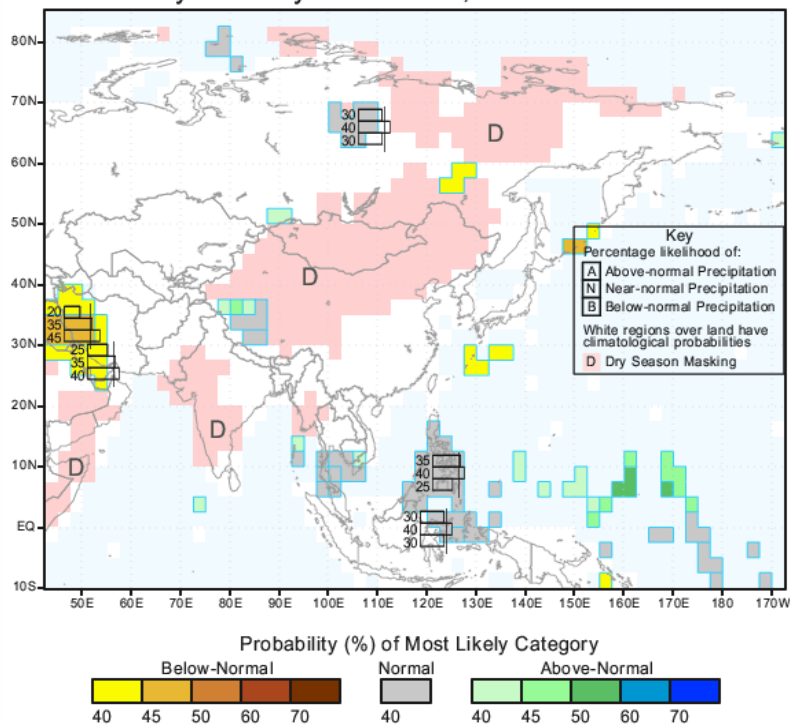 80N
70N
60N
50N
40N
30N
20N
10N
EQ
10S
50E 60E 70E 80E 90E 100E 110E 120E 130E 140E 150E 160E 170E 180 170W
30
40
30
D
D
D
D
20
35
45
25
35
40
35
40
25
30
40
30
Key
Percentage likelihood of:
A Above-normal Precipitation
N Near-normal Precipitation
B Below-normal Precipitation
White regions over land have
climatological probabilities
D Dry Season Masking
Probability (%) of Most Likely Category
Below-Normal Normal Above-Normal
40 45 50 60 70 40 40 45 50 60 70